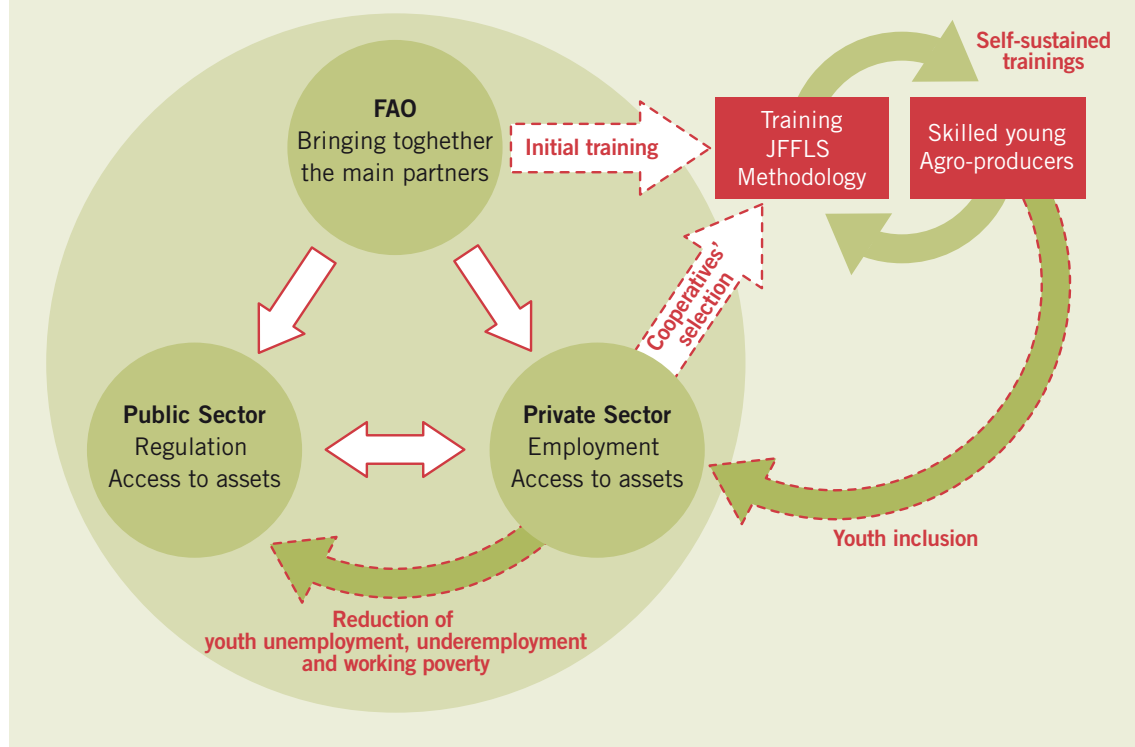 FAO
Bringing toghether
the main partners
Initial training
Training
JFFLS
Methodology
Skilled young
Agro-producers
Self-sustained
trainings
Cooperatives’
selection
Public Sector
Regulation
Access to assets
Private Sector
Employment
Access to assets
Youth inclusion
Reduction of
youth unemployment, underemployment
and working poverty